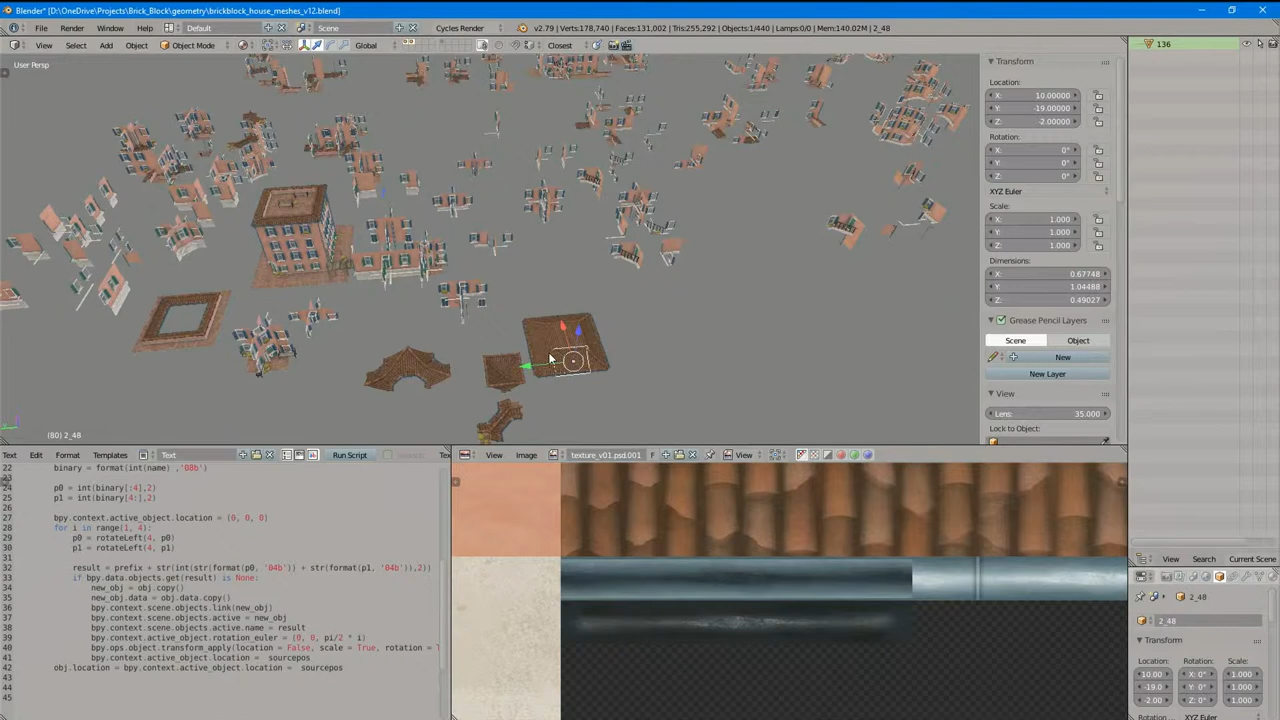 Blender* [D:\OneDrive\Projects\Brick_Block\geometry\brickblock_house_meshes_v12.blend]
File Render Window Help Default Scene Cycles Render v2.79 | Verts:178,740 | Faces:131,002 | Tris:255,292 | Objects:1/440 | Lamps:0/0 | Mem:140.02M | 2_48
View Select Add Object Object Mode Global Closest
User Persp
(80) 2_48
Transform
Location:
X: 10.00000
Y: -19.00000
Z: -2.00000
Rotation:
X: 0°
Y: 0°
Z: 0°
XYZ Euler
Scale:
X: 1.000
Y: 1.000
Z: 1.000
Dimensions:
X: 0.67748
Y: 1.04488
Z: 0.49027
Grease Pencil Layers
Scene Object
New
New Layer
View
Lens: 35.000
Lock to Object:
136
Text Edit Format Templates Text Run Script
22 binary = format(int(name) ,'08b')
23
24 p0 = int(binary[:4],2)
25 p1 = int(binary[4:],2)
26
27 bpy.context.active_object.location = (0, 0, 0)
28 for i in range(1, 4):
29 p0 = rotateLeft(4, p0)
30 p0 = rotateLeft(4, p1)
31
32 result = prefix + str(int(str(format(p0, '04b')) + str(format(p1, '04b')),2))
33 if bpy.data.objects.get(result) is None:
34 new_obj = obj.copy()
35 new_obj.data = obj.data.copy()
36 bpy.context.scene.objects.link(new_obj)
37 bpy.context.scene.objects.active = new_obj
38 bpy.context.scene.objects.active.name = result
39 bpy.context.active_object.rotation_euler = (0, 0, pi/2 * i)
40 bpy.ops.object.transform_apply(location = False, scale = True, rotation =
41 bpy.context.active_object.location = sourcepos
42 obj.location = bpy.context.active_object.location = sourcepos
43
44
45
View Image texture_v01.psd.001 F View
View Search Current Scene
2_48
2_48
Transform
Location: Rotation: Scale:
10.00 X: 0° 1.000
-19.0 Y: 0° 1.000
-2.00 Z: 0° 1.000